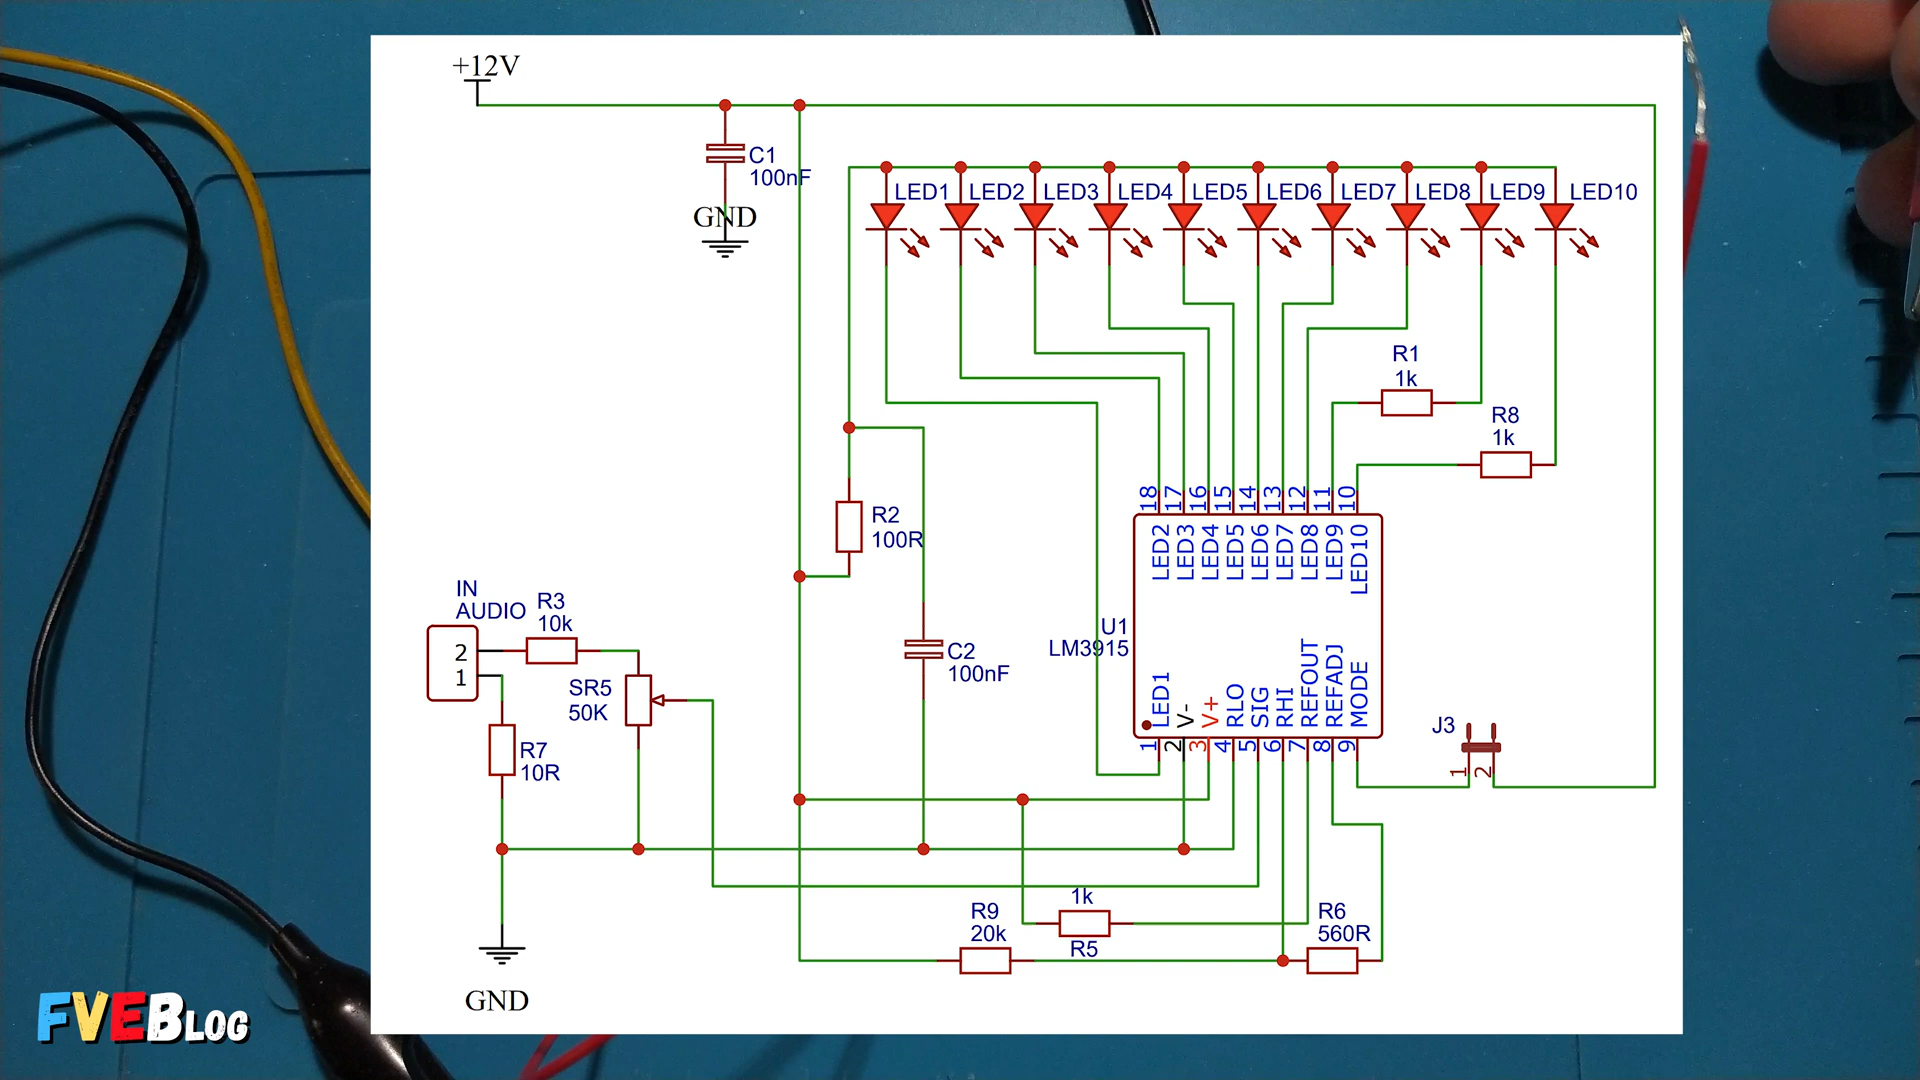 +12V
C1
100nF
GND
LED1
LED2
LED3
LED4
LED5
LED6
LED7
LED8
LED9
LED10
R1
1k
R8
1k
R2
100R
18
17
16
15
14
13
12
11
10
LED2
LED3
LED4
LED5
LED6
LED7
LED8
LED9
LED10
IN
AUDIO
2
1
R3
10k
SR5
50K
R7
10R
C2
100nF
U1
LM3915
LED1
V-
V+
RLO
SIG
RHI
REFOUT
REFADJ
MODE
1
2
3
4
5
6
7
8
9
J3
1
2
1k
R5
R9
20k
R6
560R
GND
FVEBLOG